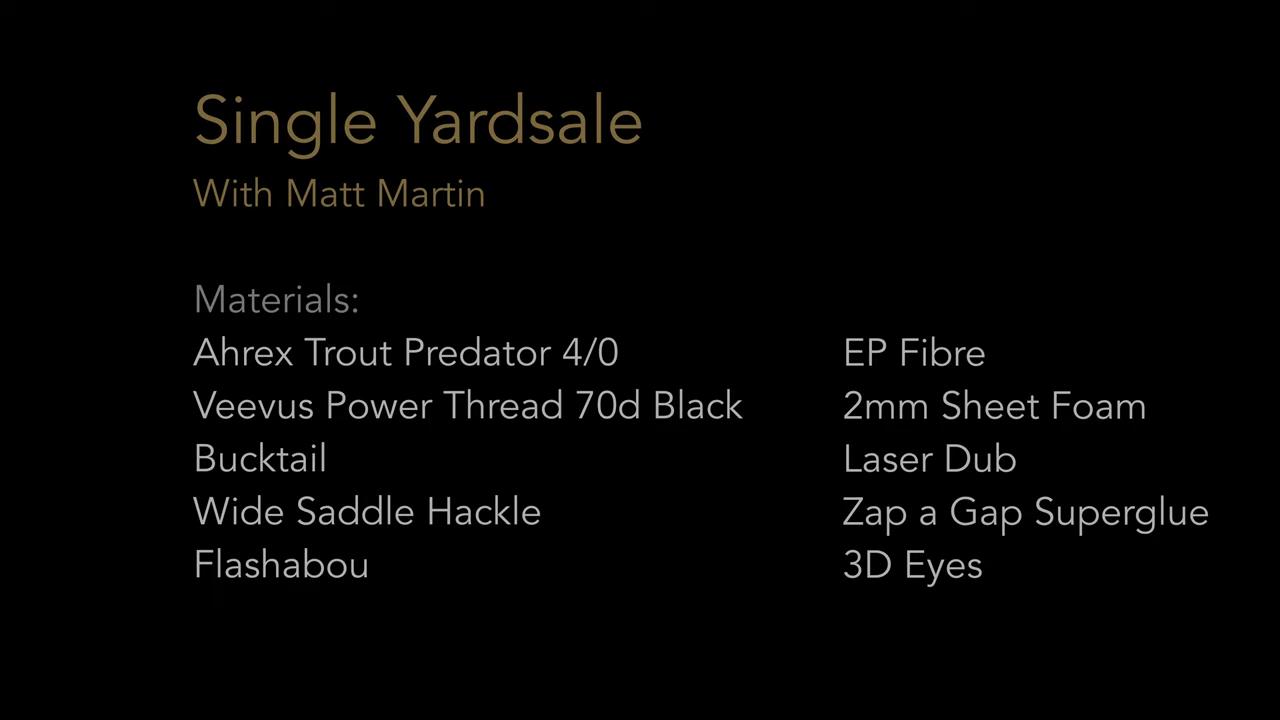 Single Yardsale
With Matt Martin
Materials:
Ahrex Trout Predator 4/0
Veevus Power Thread 70d Black
Bucktail
Wide Saddle Hackle
Flashabou
EP Fibre
2mm Sheet Foam
Laser Dub
Zap a Gap Superglue
3D Eyes